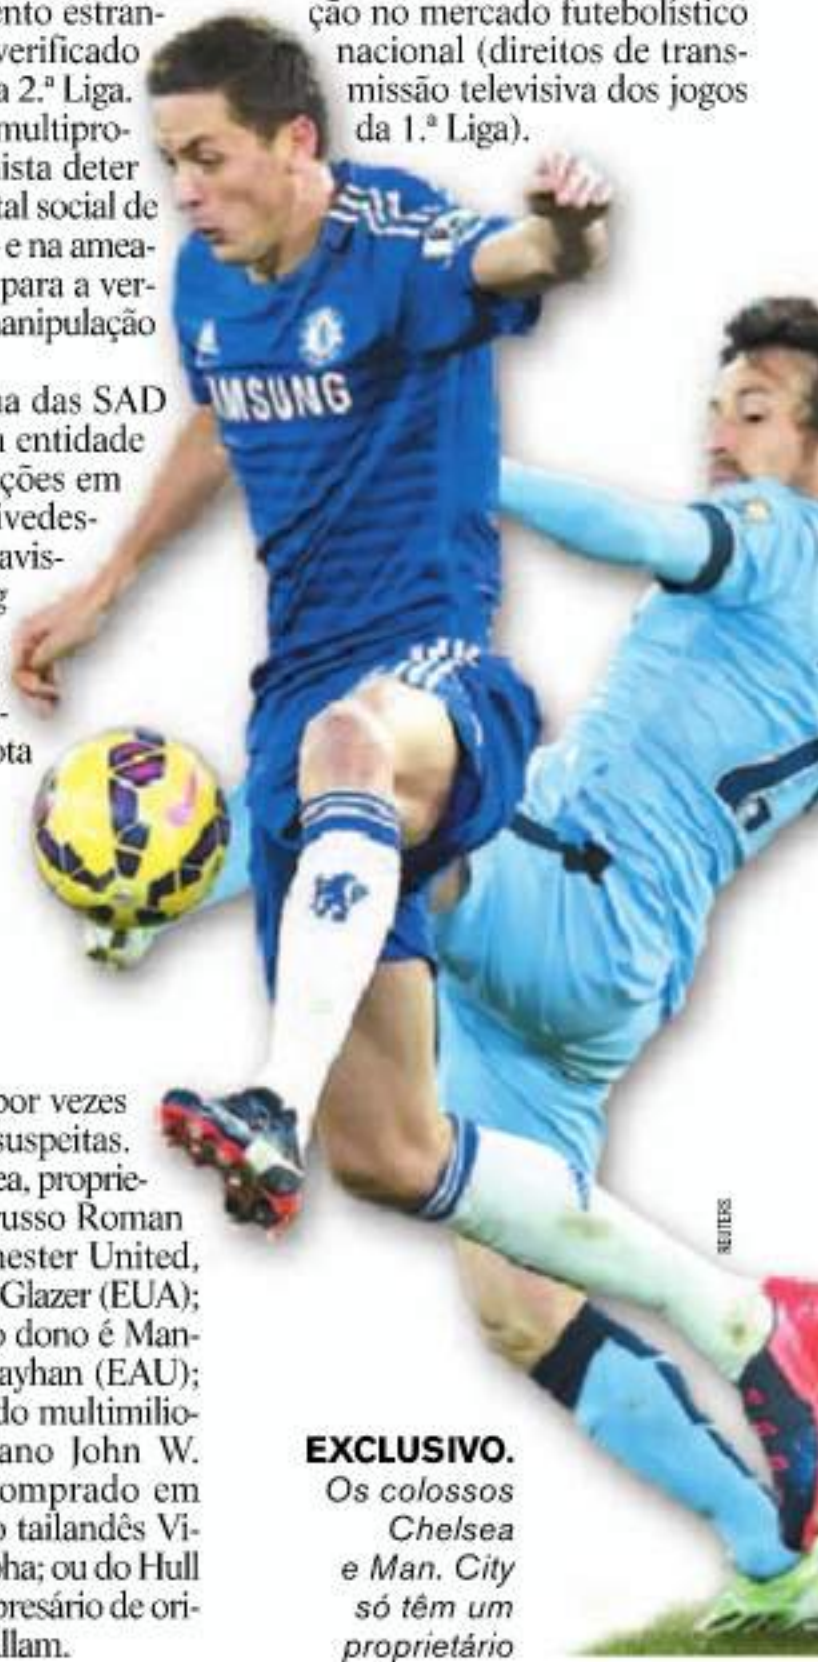 ento estran-
verificado
a 2.ª Liga.
multipro-
ista deter
tal social de
e na amea-
para a ver-
anipulação
a das SAD
entidade
ções em
ivedes-
avis-
g
-
ota
por vezes
suspeitas.
ea, proprie-
russo Roman
hester United,
Glazer (EUA);
o dono é Man-
ayhan (EAU);
do multimilio-
ano John W.
omprado em
o tailandês Vi-
ha; ou do Hull
presário de ori-
llam.
ção no mercado futebolístico
nacional (direitos de trans-
missão televisiva dos jogos
da 1.ª Liga).
AMSUNG
REUTERS
EXCLUSIVO.
Os colossos
Chelsea
e Man. City
só têm um
proprietário